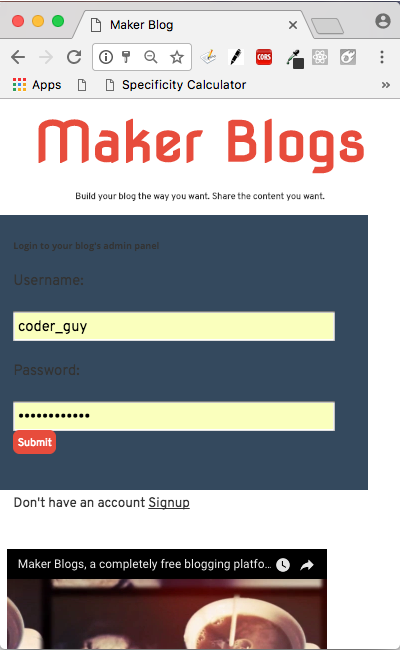 Maker Blog
Apps
Specificity Calculator
»
CORS
Maker Blogs
Build your blog the way you want. Share the content you want.
Login to your blog's admin panel
Username:
coder_guy
Password:
••••••••••••
Submit
Don't have an account Signup
Maker Blogs, a completely free blogging platfo...